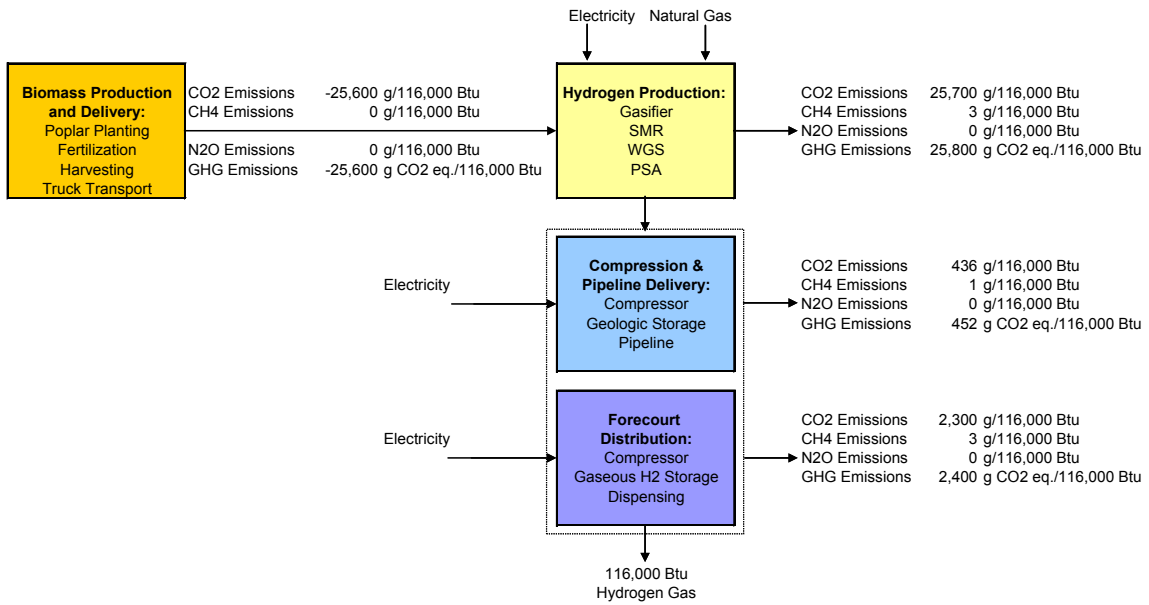 Electricity
Natural Gas
Biomass Production
and Delivery:
Poplar Planting
Fertilization
Harvesting
Truck Transport
CO2 Emissions -25,600 g/116,000 Btu
CH4 Emissions 0 g/116,000 Btu
N2O Emissions 0 g/116,000 Btu
GHG Emissions -25,600 g CO2 eq./116,000 Btu
Hydrogen Production:
Gasifier
SMR
WGS
PSA
CO2 Emissions 25,700 g/116,000 Btu
CH4 Emissions 3 g/116,000 Btu
N2O Emissions 0 g/116,000 Btu
GHG Emissions 25,800 g CO2 eq./116,000 Btu
Electricity
Compression &
Pipeline Delivery:
Compressor
Geologic Storage
Pipeline
CO2 Emissions 436 g/116,000 Btu
CH4 Emissions 1 g/116,000 Btu
N2O Emissions 0 g/116,000 Btu
GHG Emissions 452 g CO2 eq./116,000 Btu
Electricity
Forecourt
Distribution:
Compressor
Gaseous H2 Storage
Dispensing
CO2 Emissions 2,300 g/116,000 Btu
CH4 Emissions 3 g/116,000 Btu
N2O Emissions 0 g/116,000 Btu
GHG Emissions 2,400 g CO2 eq./116,000 Btu
116,000 Btu
Hydrogen Gas